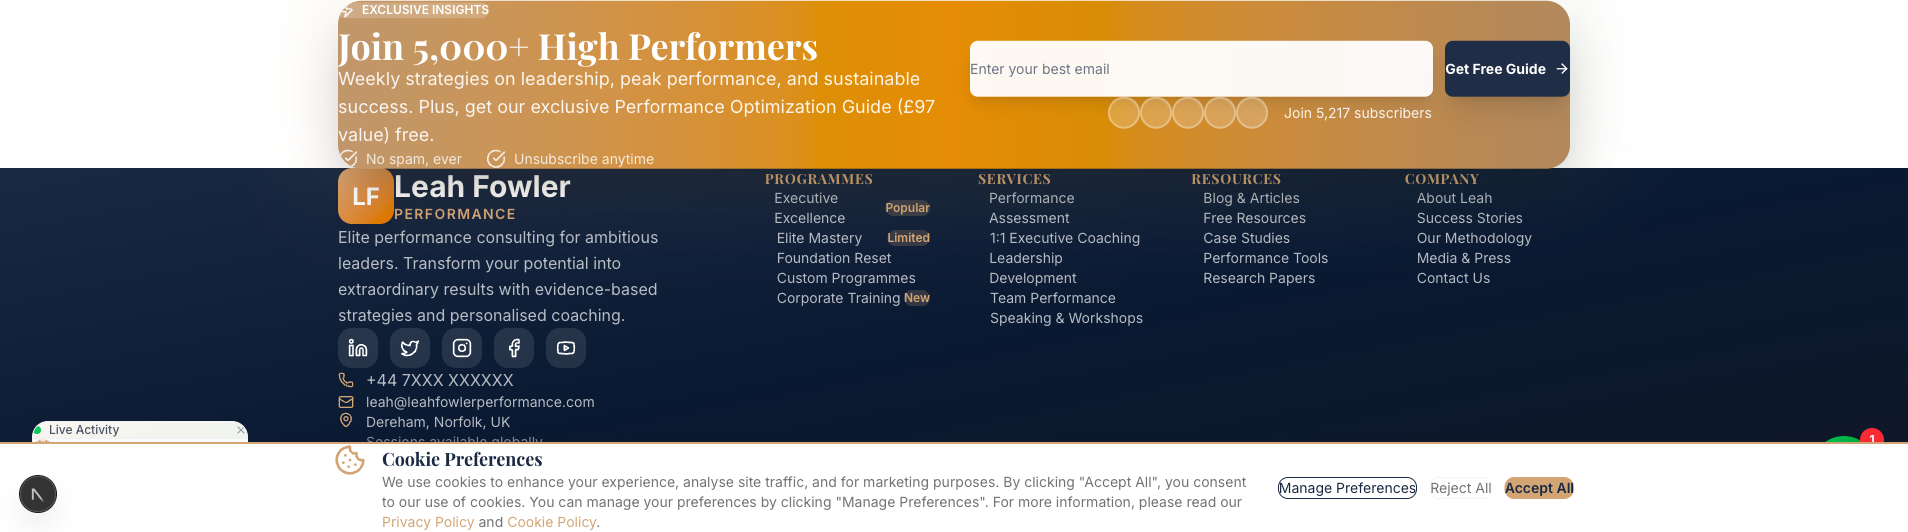 EXCLUSIVE INSIGHTS
Join 5,000+ High Performers
Weekly strategies on leadership, peak performance, and sustainable
success. Plus, get our exclusive Performance Optimization Guide (£97
value) free.
No spam, ever
Unsubscribe anytime
Enter your best email
Get Free Guide
Join 5,217 subscribers
LF
Leah Fowler
PERFORMANCE
Elite performance consulting for ambitious
leaders. Transform your potential into
extraordinary results with evidence-based
strategies and personalised coaching.
+44 7XXX XXXXXX
leah@leahfowlerperformance.com
Dereham, Norfolk, UK
Sessions available globally
PROGRAMMES
Executive
Excellence
Popular
Elite Mastery
Limited
Foundation Reset
Custom Programmes
Corporate Training
New
SERVICES
Performance
Assessment
1:1 Executive Coaching
Leadership
Development
Team Performance
Speaking & Workshops
RESOURCES
Blog & Articles
Free Resources
Case Studies
Performance Tools
Research Papers
COMPANY
About Leah
Success Stories
Our Methodology
Media & Press
Contact Us
Live Activity
1
Cookie Preferences
We use cookies to enhance your experience, analyse site traffic, and for marketing purposes. By clicking "Accept All", you consent
to our use of cookies. You can manage your preferences by clicking "Manage Preferences". For more information, please read our
Privacy Policy and Cookie Policy.
Manage Preferences
Reject All
Accept All